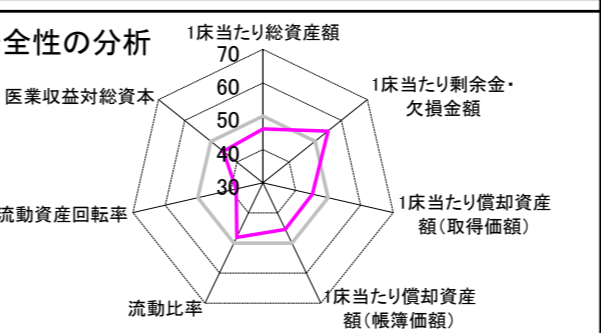 全性の分析
1床当たり総資産額
70
60
50
40
30
1床当たり剰余金・
欠損金額
1床当たり償却資産
額(取得価額)
1床当たり償却資産
額(帳簿価額)
流動比率
流動資産回転率
医業収益対総資本